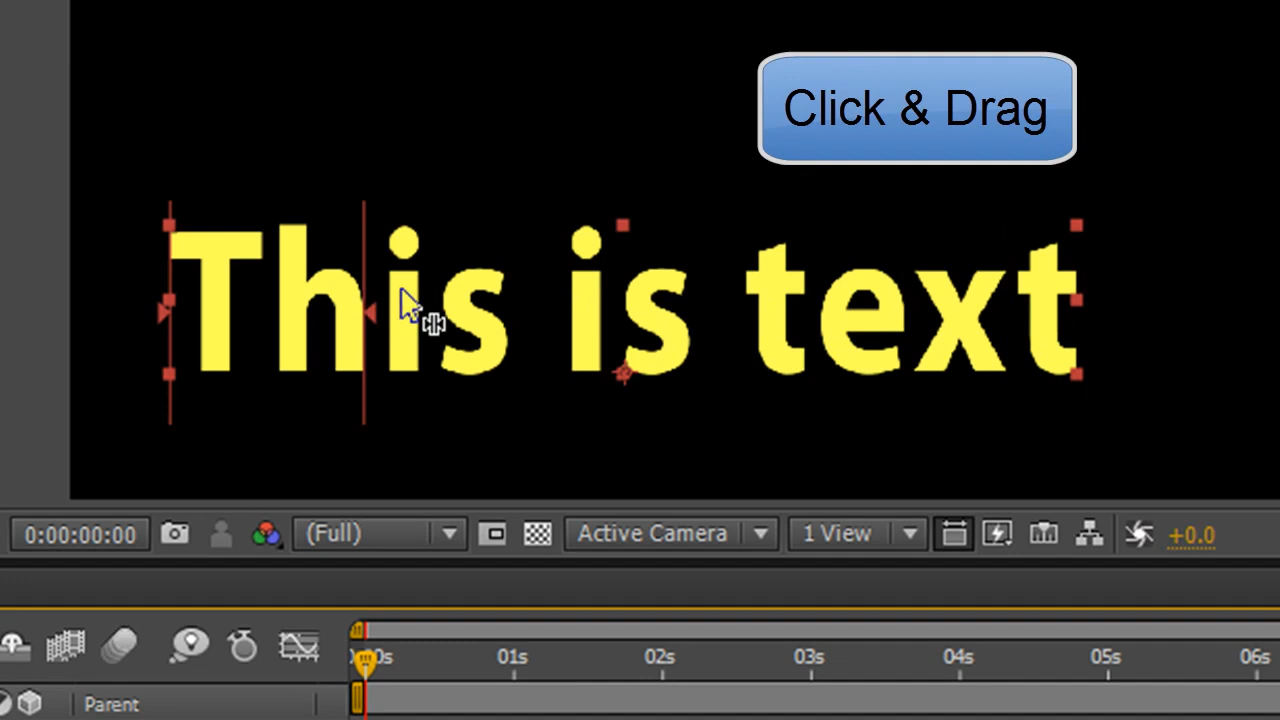 Click & Drag
This is text
0:00:00:00 (Full) Active Camera 1 View +0.0
01s 02s 03s 04s 05s 06s
Parent